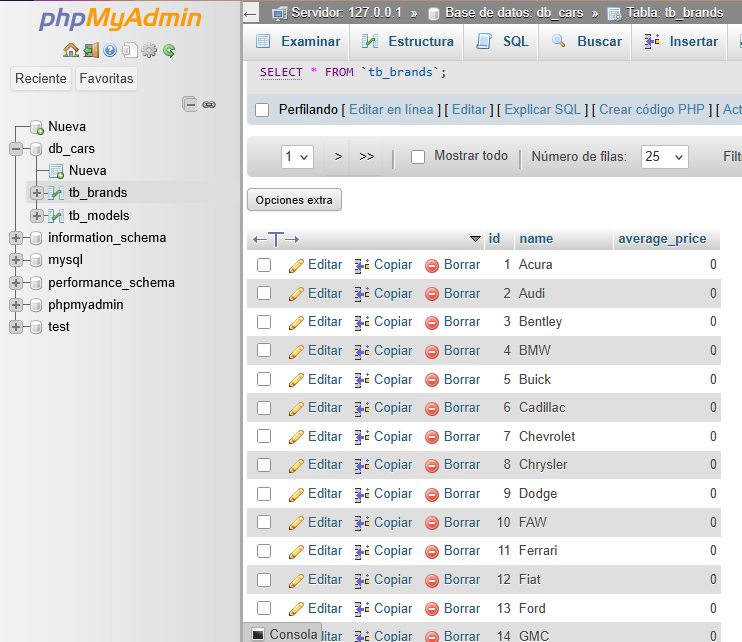 phpMyAdmin
Reciente Favoritas
Nueva
db_cars
Nueva
tb_brands
tb_models
information_schema
mysql
performance_schema
phpmyadmin
test
Servidor: 127.0.0.1 » Base de datos: db_cars » Tabla: tb_brands
Examinar Estructura SQL Buscar Insertar
SELECT * FROM `tb_brands`;
Perfilando [ Editar en línea ] [ Editar ] [ Explicar SQL ] [ Crear código PHP ] [ Act
1 > >> | Mostrar todo | Número de filas: 25 Filt
Opciones extra
←T→ id name average_price
Editar Copiar Borrar 1 Acura 0
Editar Copiar Borrar 2 Audi 0
Editar Copiar Borrar 3 Bentley 0
Editar Copiar Borrar 4 BMW 0
Editar Copiar Borrar 5 Buick 0
Editar Copiar Borrar 6 Cadillac 0
Editar Copiar Borrar 7 Chevrolet 0
Editar Copiar Borrar 8 Chrysler 0
Editar Copiar Borrar 9 Dodge 0
Editar Copiar Borrar 10 FAW 0
Editar Copiar Borrar 11 Ferrari 0
Editar Copiar Borrar 12 Fiat 0
Editar Copiar Borrar 13 Ford 0
itar Copiar Borrar 14 GMC 0
Consola